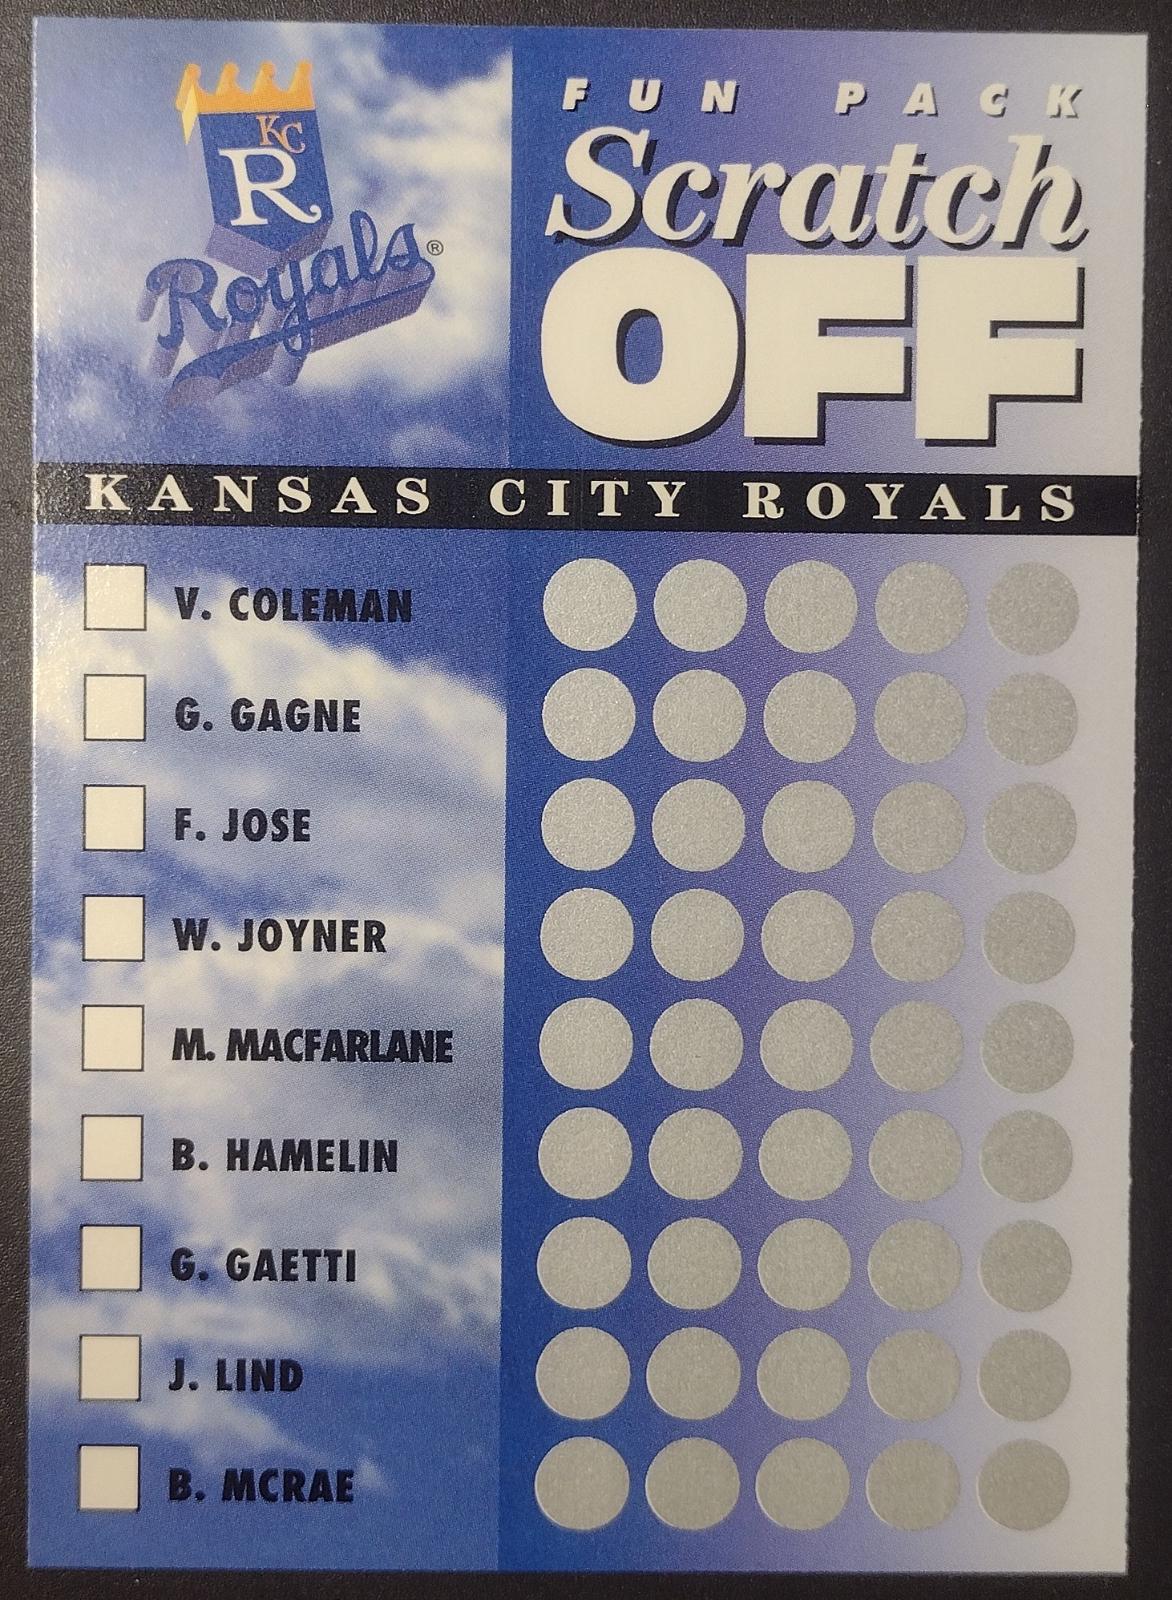 KC
R
Royals®
FUN PACK
Scratch
OFF
KANSAS CITY ROYALS
V. COLEMAN
G. GAGNE
F. JOSE
W. JOYNER
M. MACFARLANE
B. HAMELIN
G. GAETTI
J. LIND
B. MCRAE